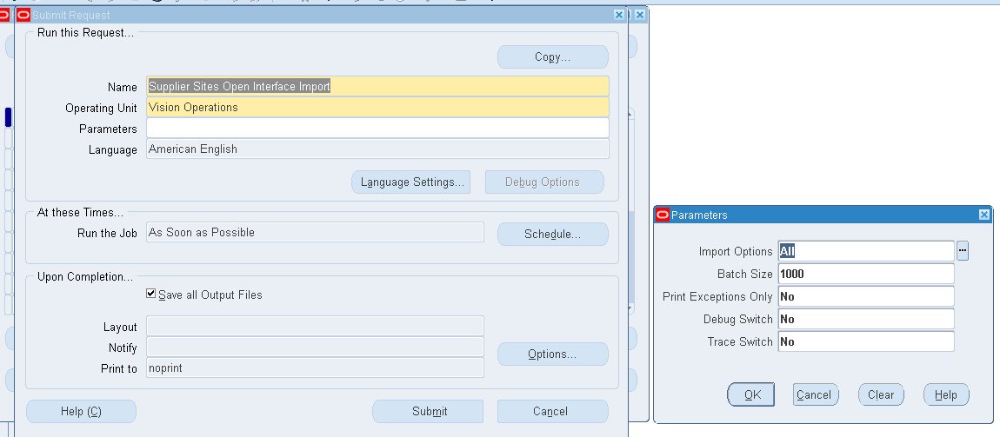 Submit Request
Run this Request...
Copy...
Name Supplier Sites Open Interface Import
Operating Unit Vision Operations
Parameters
Language American English
Language Settings... Debug Options
At these Times...
Run the Job As Soon as Possible Schedule...
Upon Completion...
Save all Output Files
Layout
Notify
Options...
Print to noprint
Help (C) Submit Cancel
Parameters
Import Options All ...
Batch Size 1000
Print Exceptions Only No
Debug Switch No
Trace Switch No
OK Cancel Clear Help